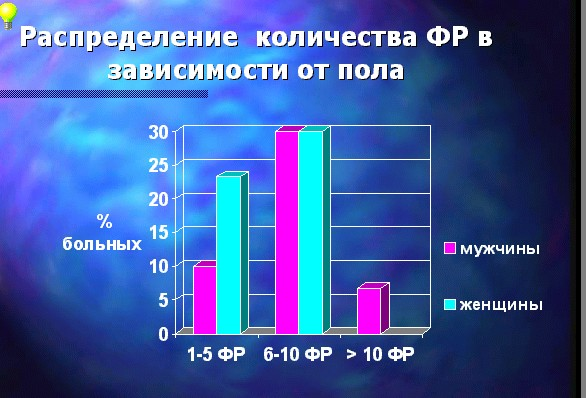 Распределение количества ФР в
зависимости от пола
30
25
20
15
10
5
0
%
больных
1-5 ФР 6-10 ФР > 10 ФР
мужчины
женщины